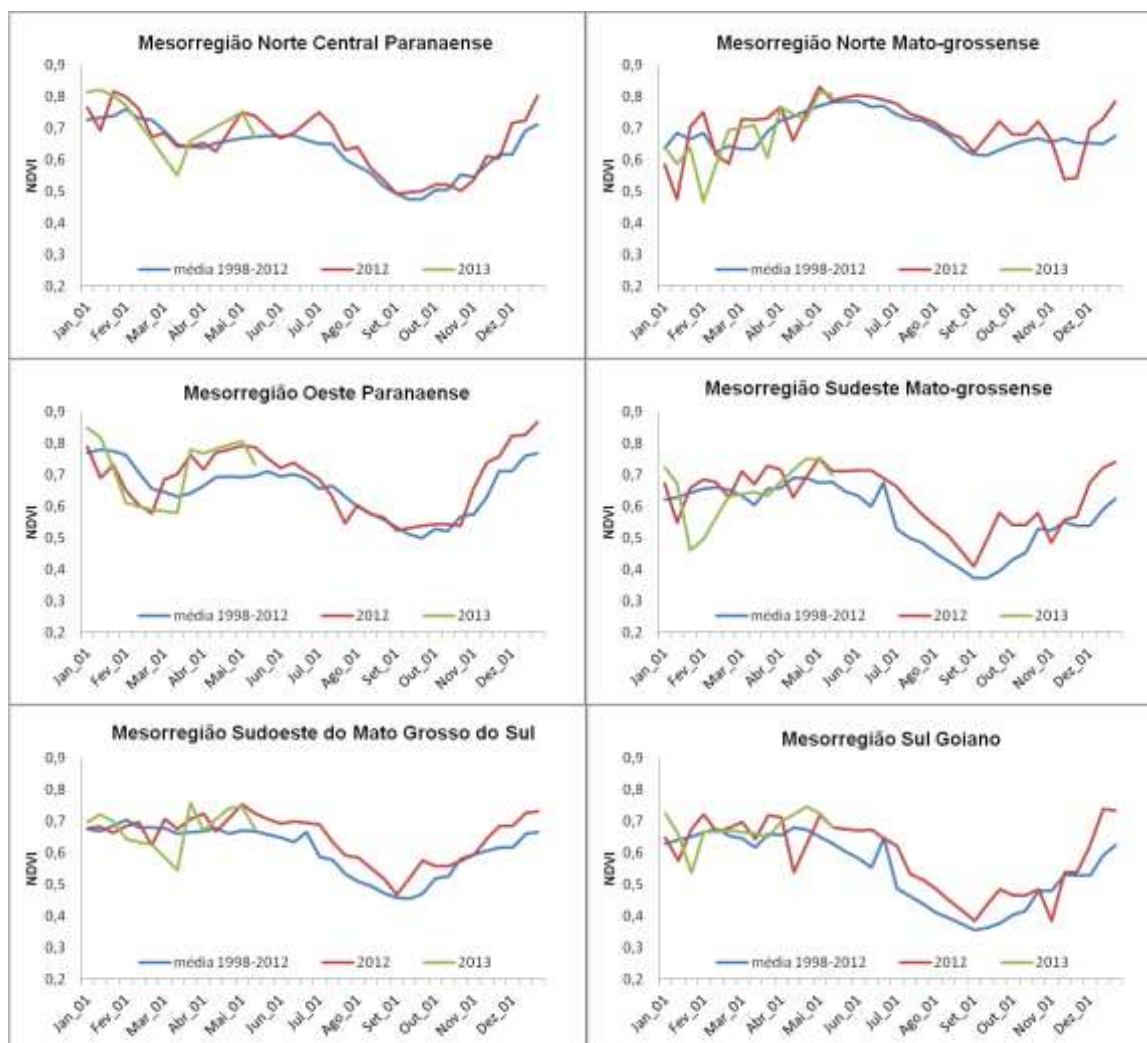 Mesorregião Norte Central Paranaense
0,9
0,8
0,7
0,6
0,5
0,4
0,3
0,2
NDVI
média 1998-2012 2012 2013
Jan_01 Fev_01 Mar_01 Abr_01 Mai_01 Jun_01 Jul_01 Ago_01 Set_01 Out_01 Nov_01 Dez_01
Mesorregião Norte Mato-grossense
0,9
0,8
0,7
0,6
0,5
0,4
0,3
0,2
NDVI
média 1998-2012 2012 2013
Jan_01 Fev_01 Mar_01 Abr_01 Mai_01 Jun_01 Jul_01 Ago_01 Set_01 Out_01 Nov_01 Dez_01
Mesorregião Oeste Paranaense
0,9
0,8
0,7
0,6
0,5
0,4
0,3
0,2
NDVI
média 1998-2012 2012 2013
Jan_01 Fev_01 Mar_01 Abr_01 Mai_01 Jun_01 Jul_01 Ago_01 Set_01 Out_01 Nov_01 Dez_01
Mesorregião Sudeste Mato-grossense
0,9
0,8
0,7
0,6
0,5
0,4
0,3
0,2
NDVI
média 1998-2012 2012 2013
Jan_01 Fev_01 Mar_01 Abr_01 Mai_01 Jun_01 Jul_01 Ago_01 Set_01 Out_01 Nov_01 Dez_01
Mesorregião Sudoeste do Mato Grosso do Sul
0,9
0,8
0,7
0,6
0,5
0,4
0,3
0,2
NDVI
média 1998-2012 2012 2013
Jan_01 Fev_01 Mar_01 Abr_01 Mai_01 Jun_01 Jul_01 Ago_01 Set_01 Out_01 Nov_01 Dez_01
Mesorregião Sul Goiano
0,9
0,8
0,7
0,6
0,5
0,4
0,3
0,2
NDVI
média 1998-2012 2012 2013
Jan_01 Fev_01 Mar_01 Abr_01 Mai_01 Jun_01 Jul_01 Ago_01 Set_01 Out_01 Nov_01 Dez_01